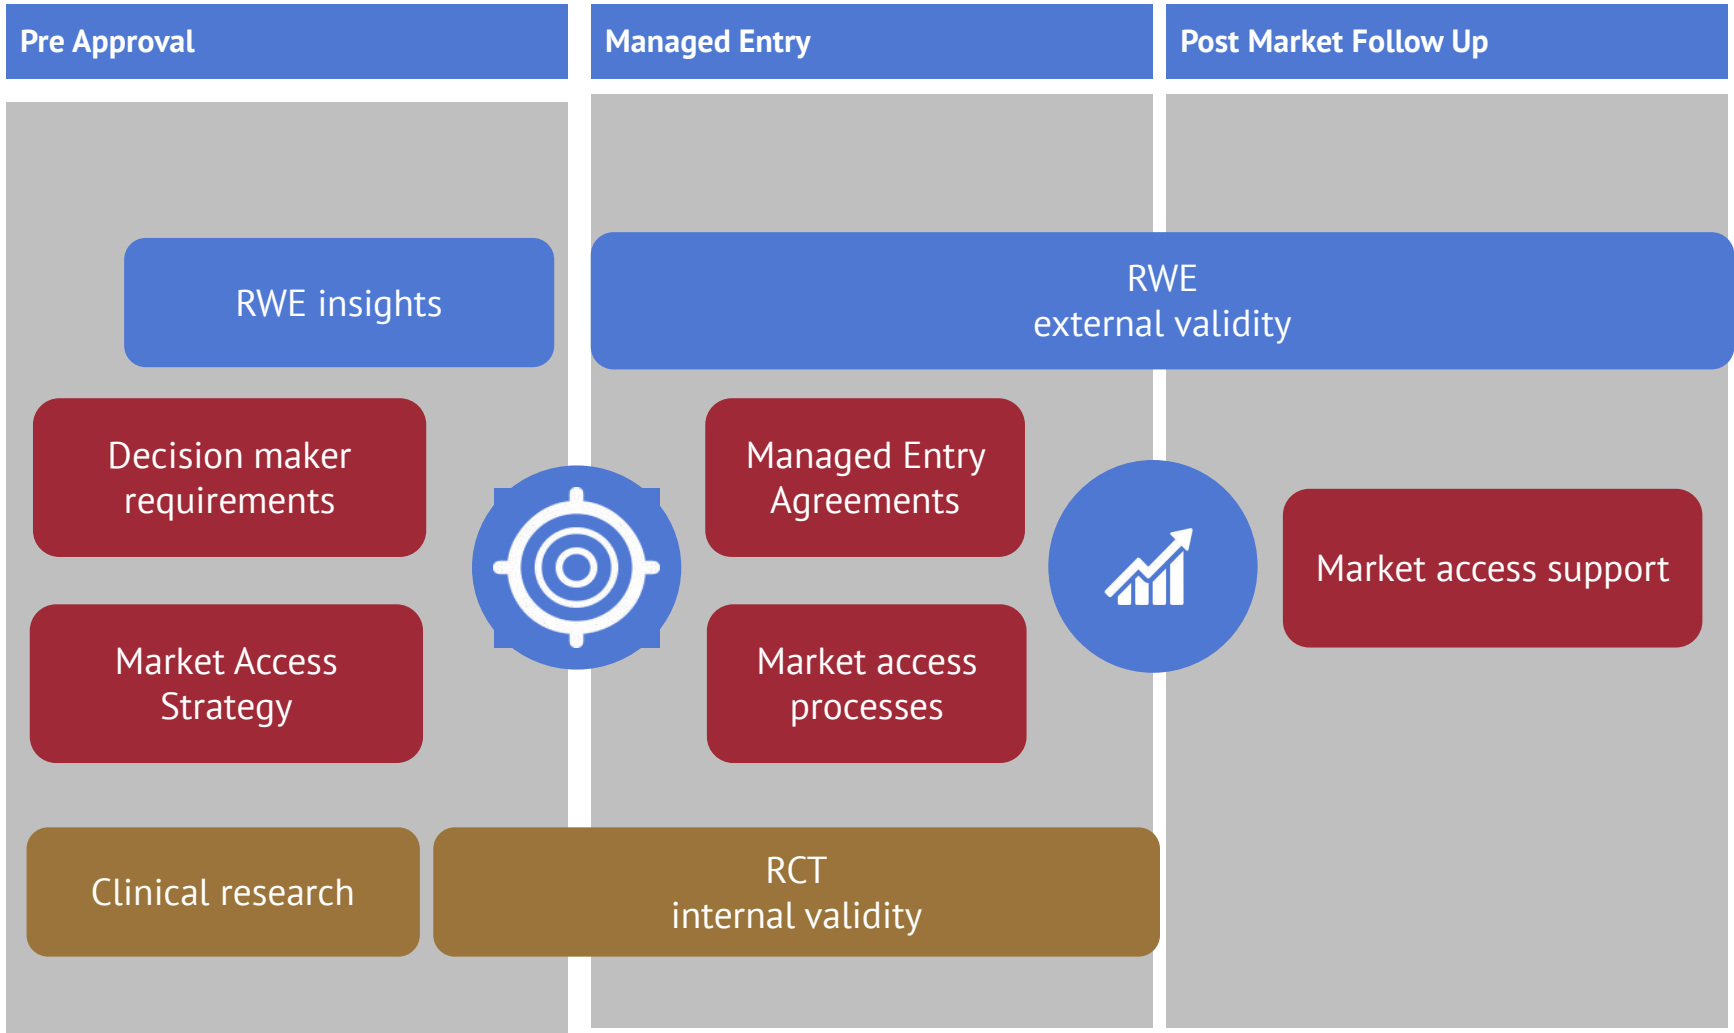 Pre Approval
Managed Entry
Post Market Follow Up
RWE insights
RWE
external validity
Decision maker
requirements
Managed Entry
Agreements
Market access support
Market Access
Strategy
Market access
processes
Clinical research
RCT
internal validity